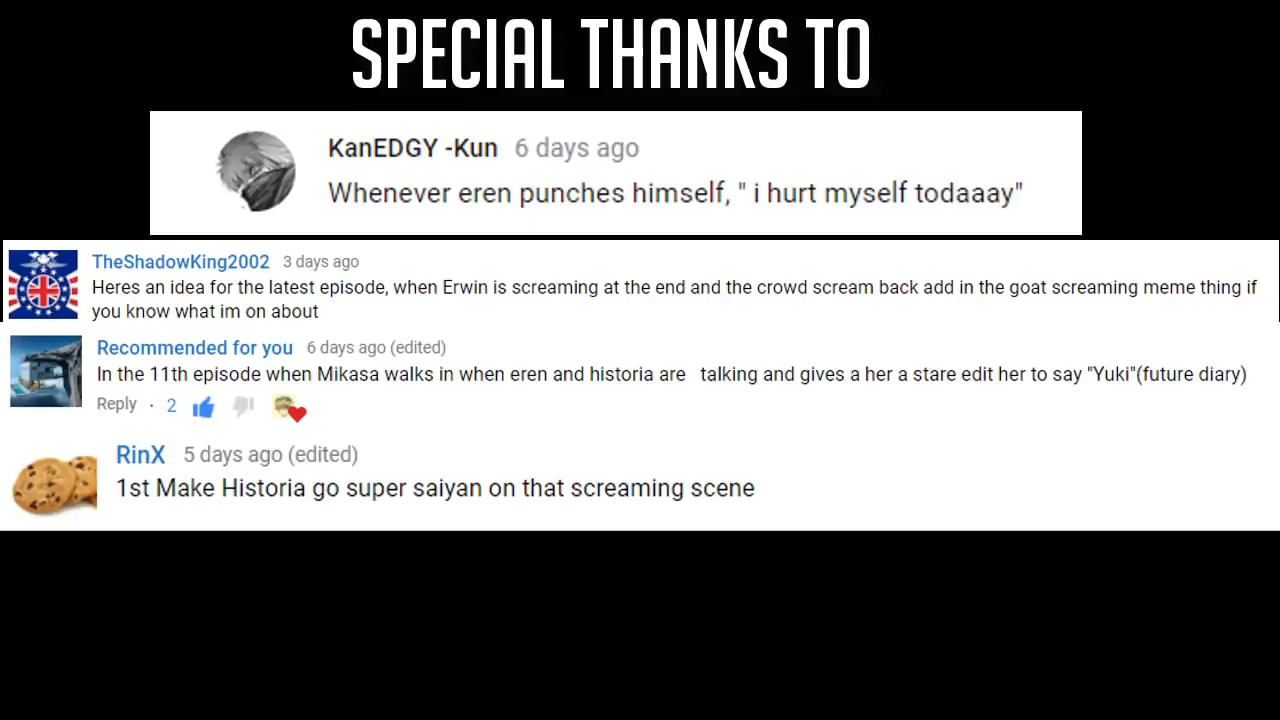 SPECIAL THANKS TO
KanEDGY -Kun 6 days ago
Whenever eren punches himself, " i hurt myself todaaay"
TheShadowKing2002 3 days ago
Heres an idea for the latest episode, when Erwin is screaming at the end and the crowd scream back add in the goat screaming meme thing if
you know what im on about
Recommended for you 6 days ago (edited)
In the 11th episode when Mikasa walks in when eren and historia are talking and gives a her a stare edit her to say "Yuki"(future diary)
Reply · 2
RinX 5 days ago (edited)
1st Make Historia go super saiyan on that screaming scene